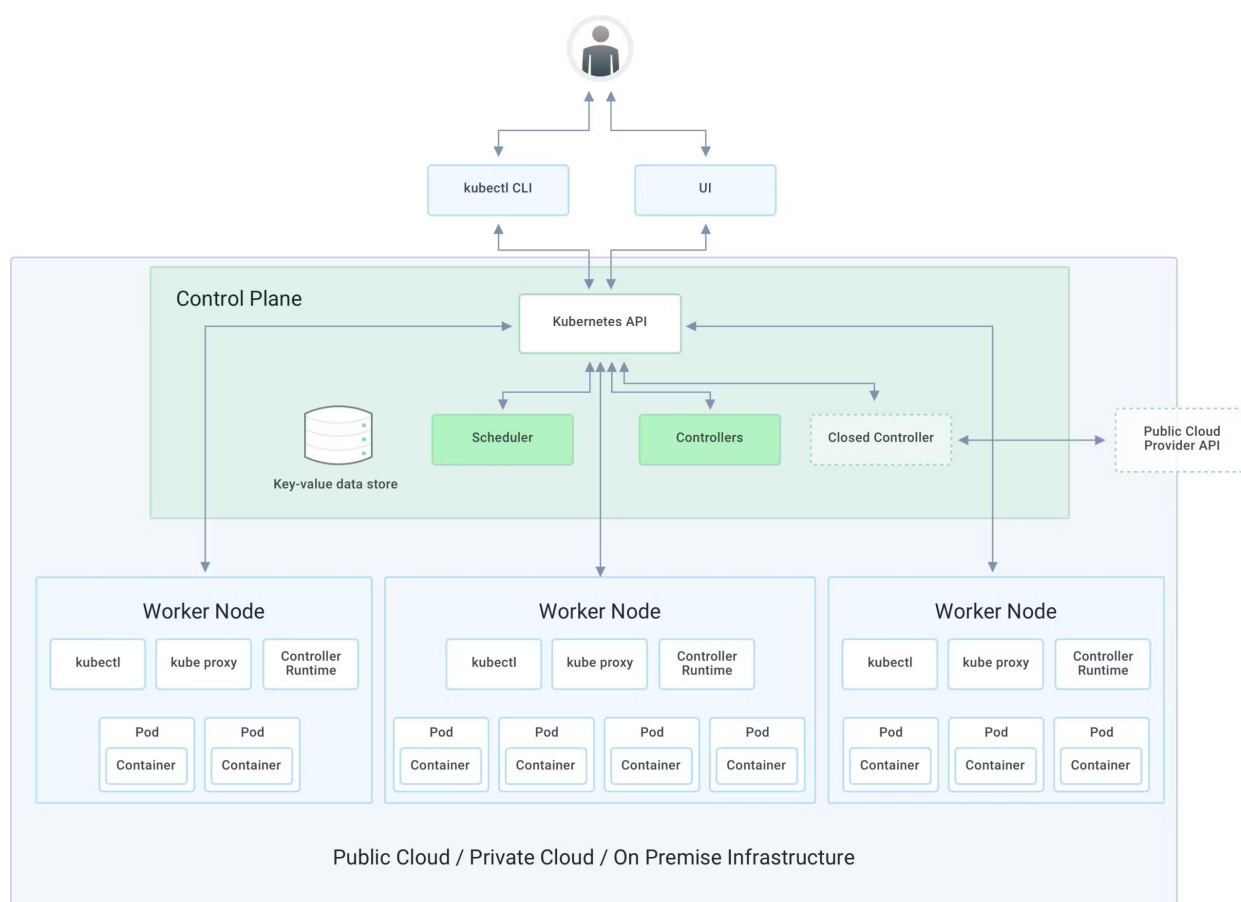 kubectl CLI
UI
Control Plane
Kubernetes API
Scheduler
Controllers
Closed Controller
Public Cloud
Provider API
Key-value data store
Worker Node
kubectl
kube proxy
Controller
Runtime
Pod
Container
Pod
Container
Worker Node
kubectl
kube proxy
Controller
Runtime
Pod
Container
Pod
Container
Pod
Container
Pod
Container
Worker Node
kubectl
kube proxy
Controller
Runtime
Pod
Container
Pod
Container
Pod
Container
Public Cloud / Private Cloud / On Premise Infrastructure